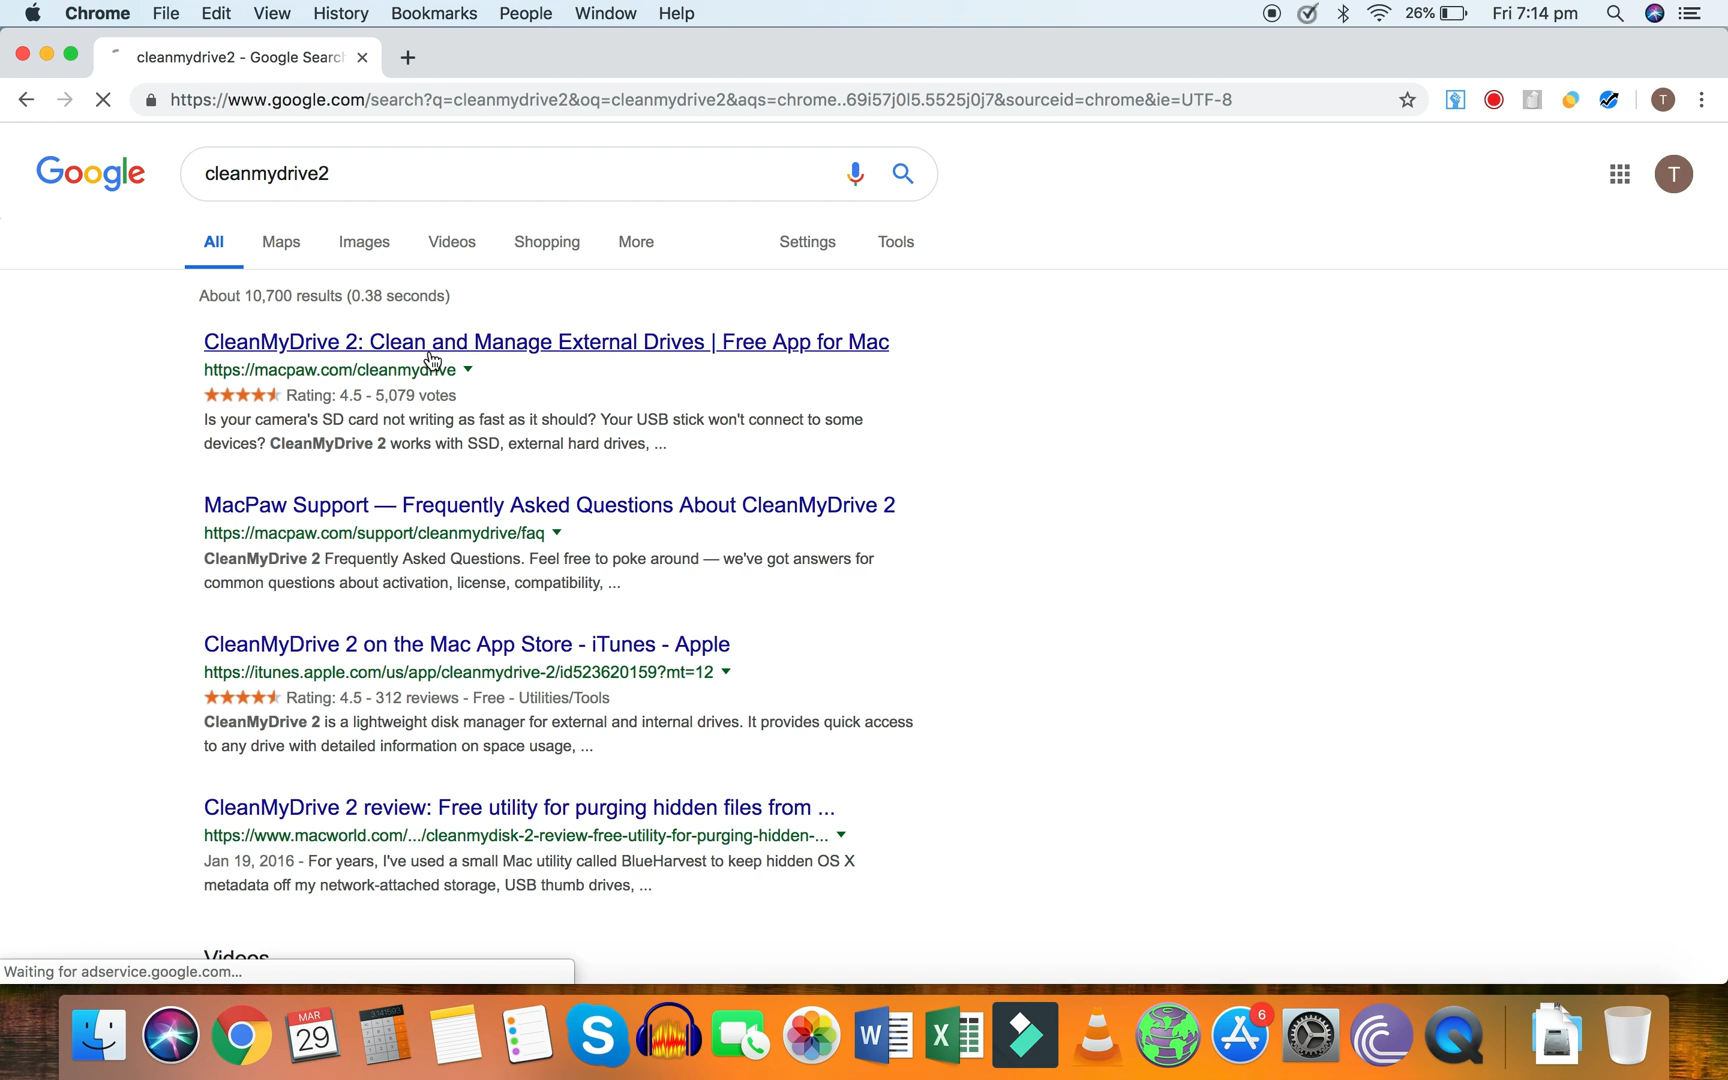 Chrome File Edit View History Bookmarks People Window Help 26% Fri 7:14 pm
cleanmydrive2 - Google Search
https://www.google.com/search?q=cleanmydrive2&oq=cleanmydrive2&aqs=chrome..69i57j0l5.5525j0j7&sourceid=chrome&ie=UTF-8 T
Google cleanmydrive2 T
All Maps Images Videos Shopping More Settings Tools
About 10,700 results (0.38 seconds)
CleanMyDrive 2: Clean and Manage External Drives | Free App for Mac
https://macpaw.com/cleanmydrive
Rating: 4.5 - 5,079 votes
Is your camera's SD card not writing as fast as it should? Your USB stick won't connect to some
devices? CleanMyDrive 2 works with SSD, external hard drives, ...
MacPaw Support — Frequently Asked Questions About CleanMyDrive 2
https://macpaw.com/support/cleanmydrive/faq
CleanMyDrive 2 Frequently Asked Questions. Feel free to poke around — we've got answers for
common questions about activation, license, compatibility, ...
CleanMyDrive 2 on the Mac App Store - iTunes - Apple
https://itunes.apple.com/us/app/cleanmydrive-2/id523620159?mt=12
Rating: 4.5 - 312 reviews - Free - Utilities/Tools
CleanMyDrive 2 is a lightweight disk manager for external and internal drives. It provides quick access
to any drive with detailed information on space usage, ...
CleanMyDrive 2 review: Free utility for purging hidden files from ...
https://www.macworld.com/.../cleanmydisk-2-review-free-utility-for-purging-hidden-...
Jan 19, 2016 - For years, I've used a small Mac utility called BlueHarvest to keep hidden OS X
metadata off my network-attached storage, USB thumb drives, ...
Videos
Waiting for adservice.google.com...
MAR
29
3.141593
S
W
X
6